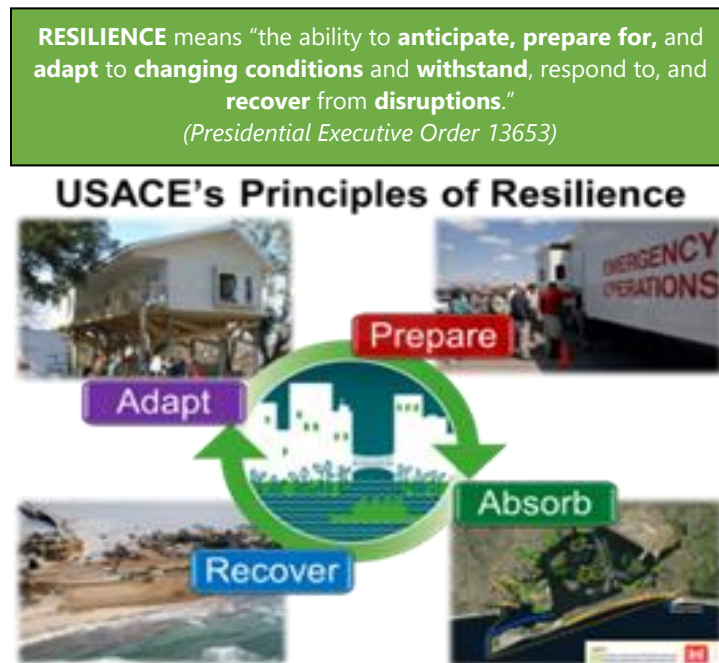 RESILIENCE means “the ability to anticipate, prepare for, and
adapt to changing conditions and withstand, respond to, and
recover from disruptions.”
(Presidential Executive Order 13653)
USACE’s Principles of Resilience
EMERGENCY
OPERATIONS
Prepare
Adapt
Absorb
Recover